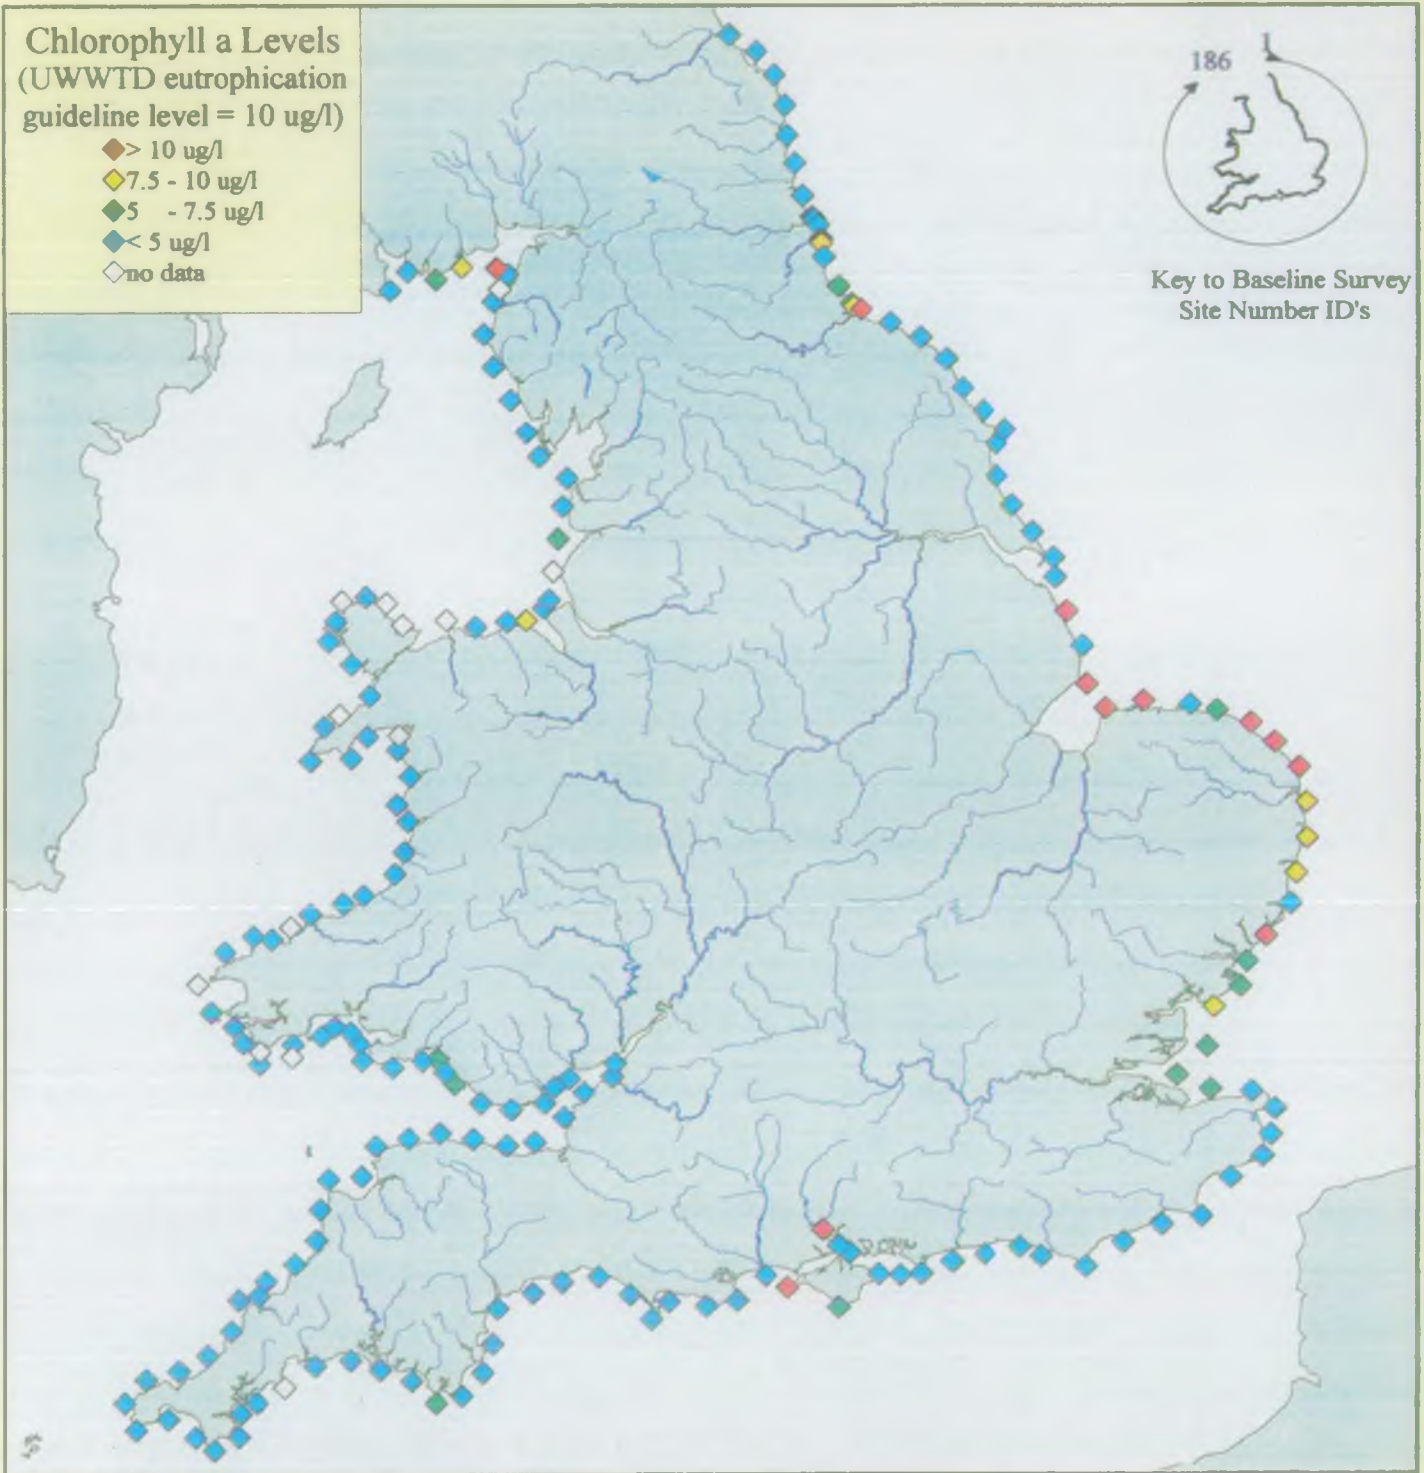 Chlorophyll a Levels
(UWWTD eutrophication
guideline level = 10 ug/l)
> 10 ug/l
7.5 - 10 ug/l
5 - 7.5 ug/l
< 5 ug/l
no data
1
186
Key to Baseline Survey
Site Number ID's